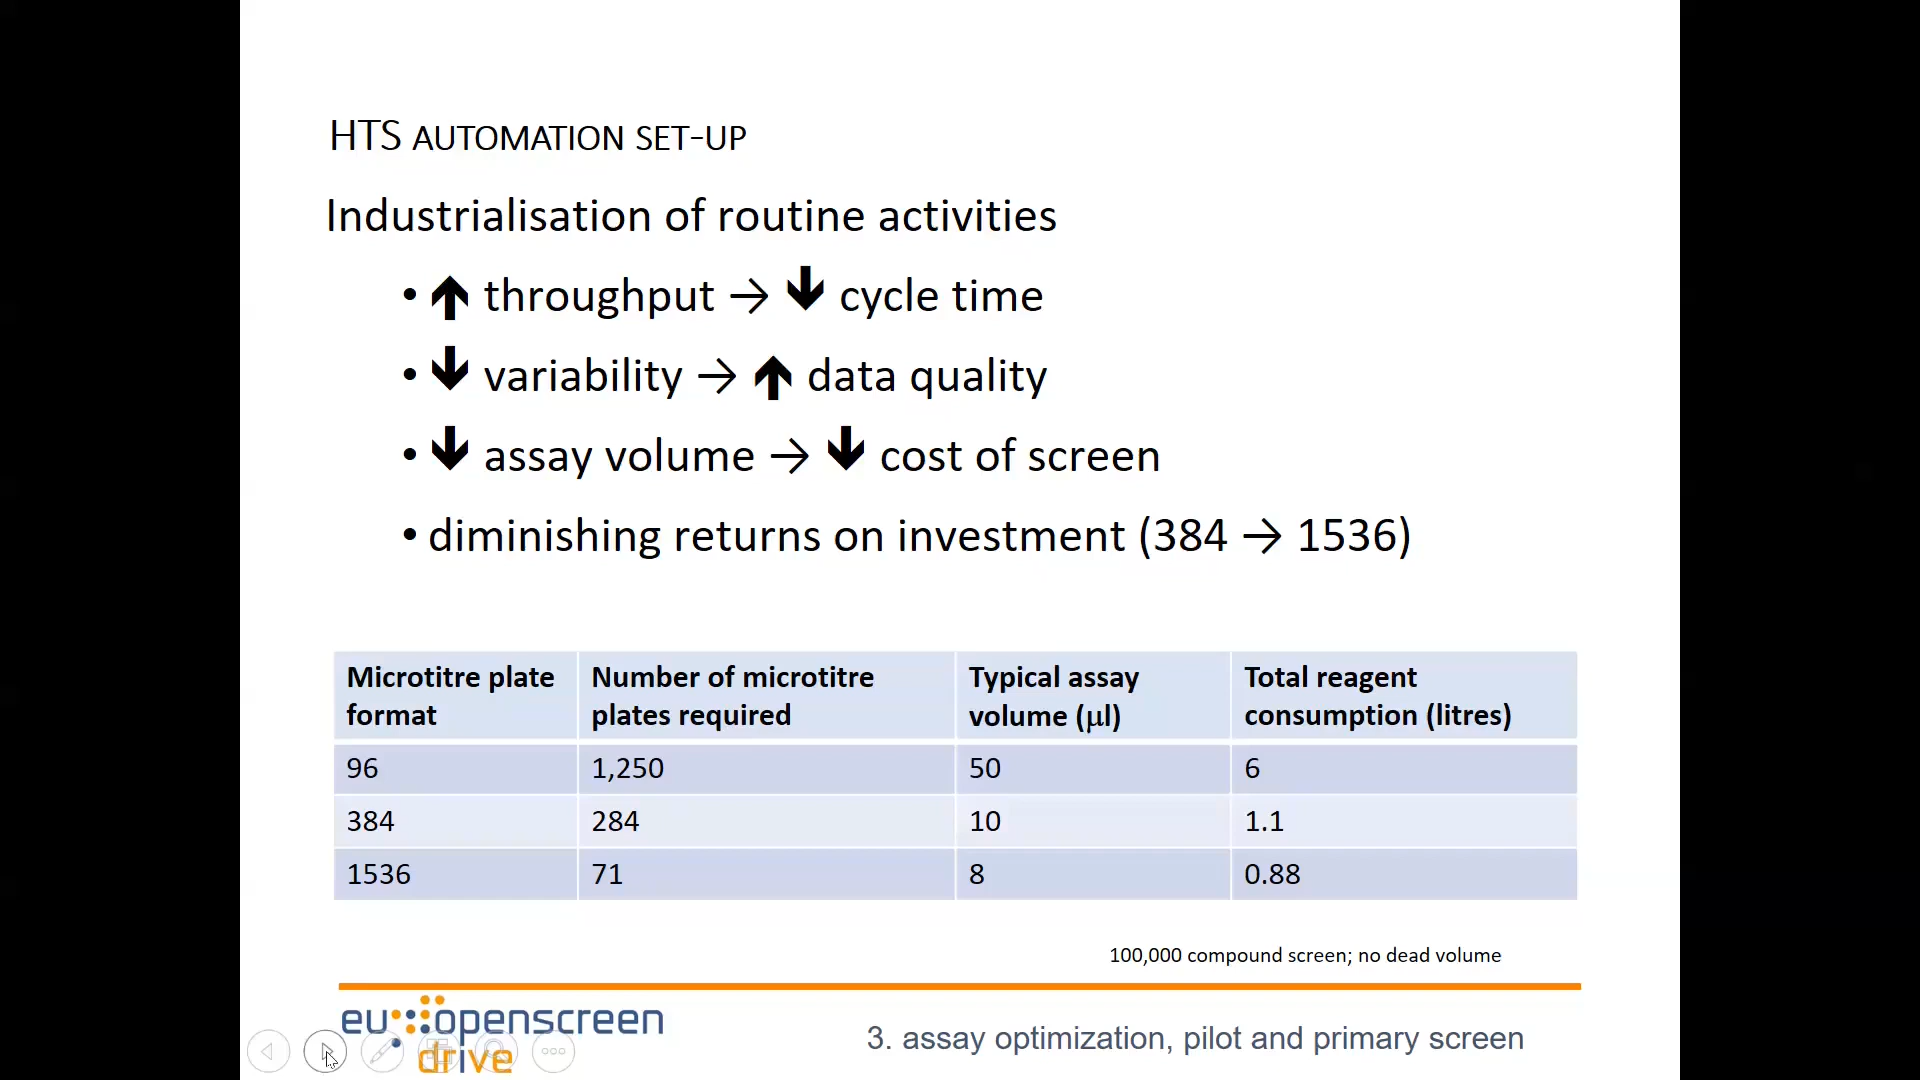 HTS AUTOMATION SET-UP
Industrialisation of routine activities
• ↑ throughput → ↓ cycle time
• ↓ variability → ↑ data quality
• ↓ assay volume → ↓ cost of screen
• diminishing returns on investment (384 → 1536)
Microtitre plate format | Number of microtitre plates required | Typical assay volume (μl) | Total reagent consumption (litres)
96 | 1,250 | 50 | 6
384 | 284 | 10 | 1.1
1536 | 71 | 8 | 0.88
100,000 compound screen; no dead volume
eu openscreen
drive
3. assay optimization, pilot and primary screen